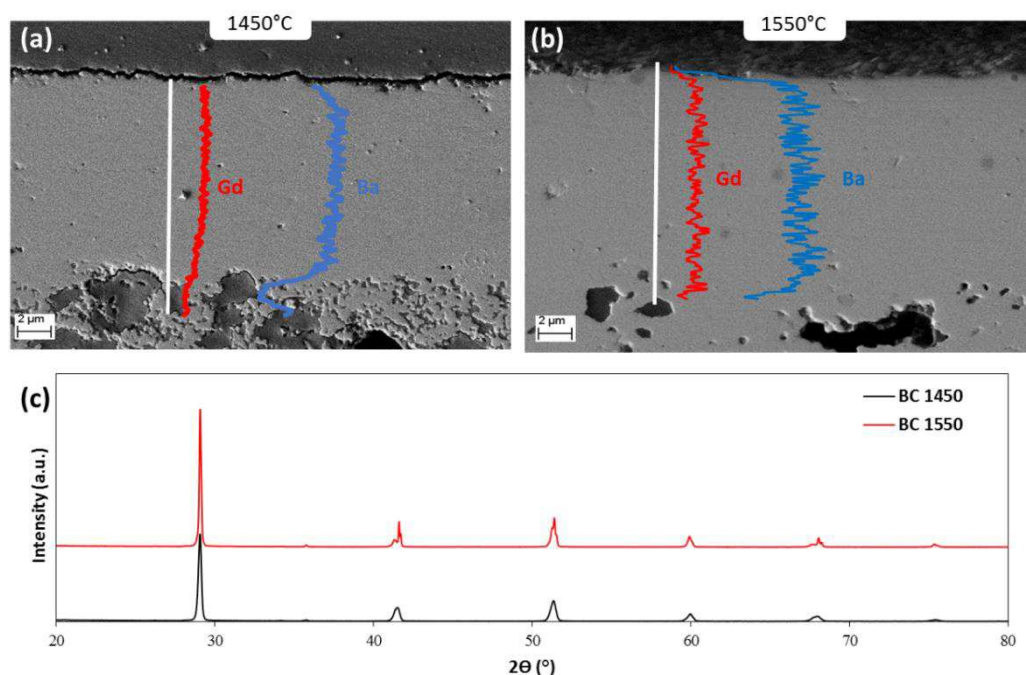 1450°C
1550°C
(a)
(b)
Gd
Ba
Gd
Ba
2 μm
2 μm
(c)
BC 1450
BC 1550
Intensity (a.u.)
20 30 40 50 60 70 80
2Θ (°)